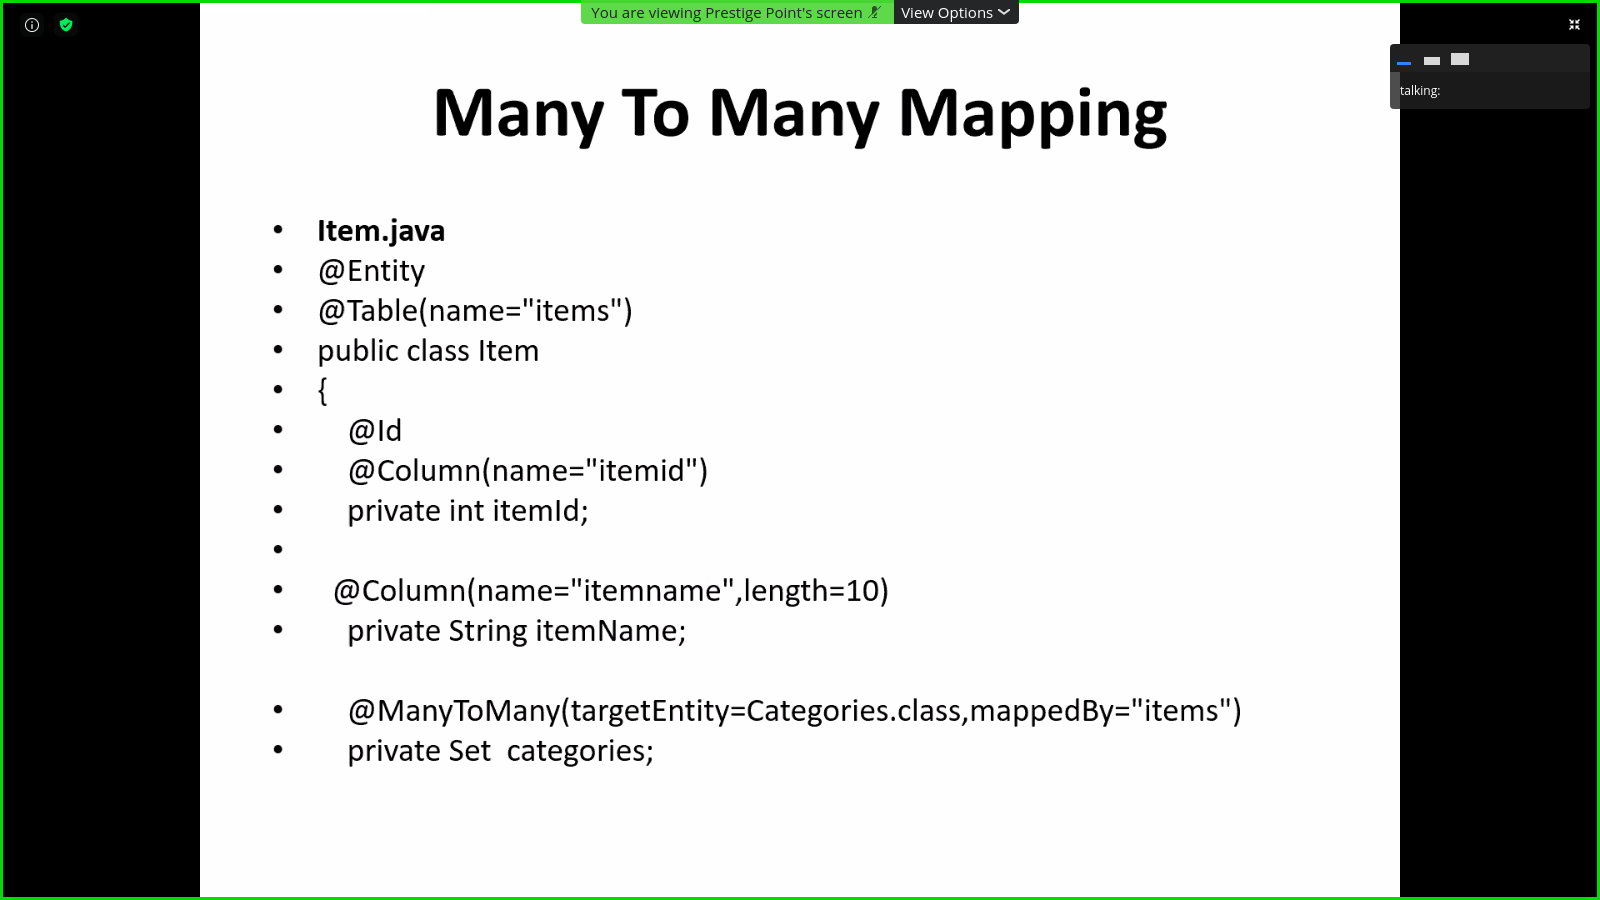 You are viewing Prestige Point's screen View Options
talking:
Many To Many Mapping
• Item.java
• @Entity
• @Table(name="items")
• public class Item
• {
• @Id
• @Column(name="itemid")
• private int itemId;
•
• @Column(name="itemname",length=10)
• private String itemName;
• @ManyToMany(targetEntity=Categories.class,mappedBy="items")
• private Set categories;